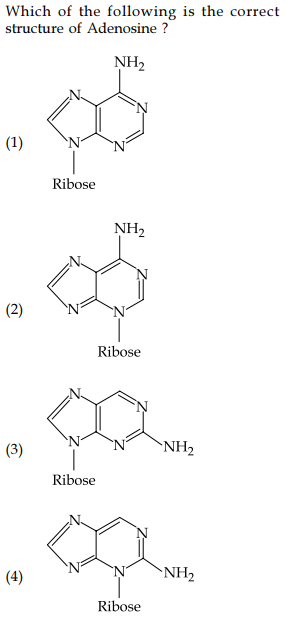 Which of the following is the correct
structure of Adenosine ?
NH₂
N
N
(1)
N
N
Ribose
NH₂
N
N
(2)
N
N
Ribose
N
N
(3)
N
N
NH₂
Ribose
N
N
(4)
N
N
NH₂
Ribose